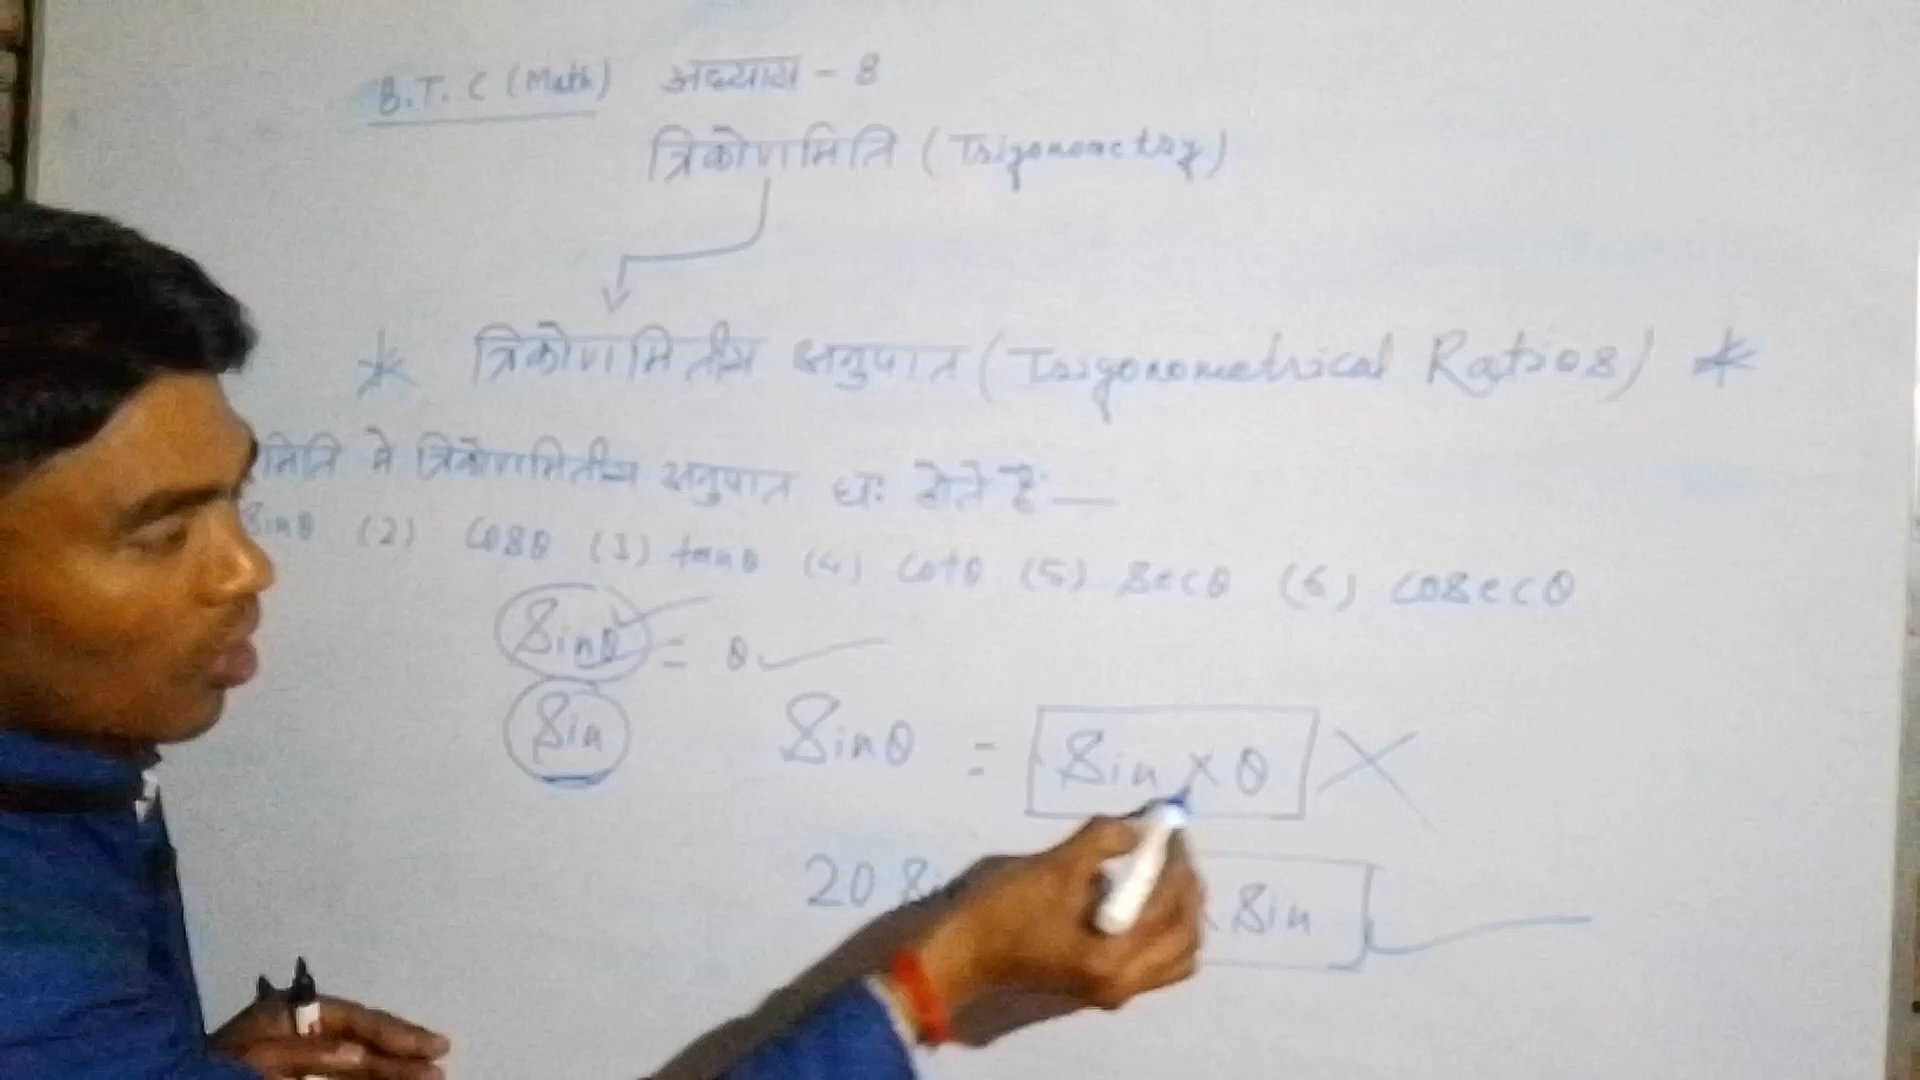 B.T.C (Math) अध्याय - 8
त्रिकोणमिति (Trigonometry)
* त्रिकोणमितीय अनुपात (Trigonometrical Ratios) *
मिति मे त्रिकोणमितीय अनुपात छः होते हैं —
Sinθ (2) cosθ (3) tanθ (4) cotθ (5) secθ (6) cosecθ
Sinθ = θ
Sin Sinθ = Sin × θ ×
20 Sin × Sin